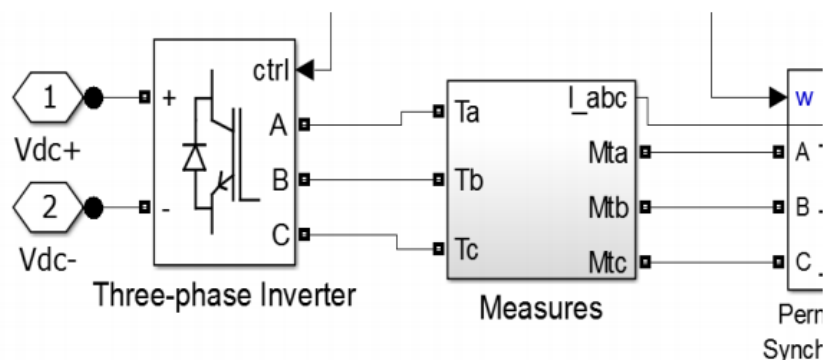 1
Vdc+
2
Vdc-
+
-
ctrl
A
B
C
Three-phase Inverter
Ta
Tb
Tc
I_abc
Mta
Mtb
Mtc
Measures
w
A
B
C